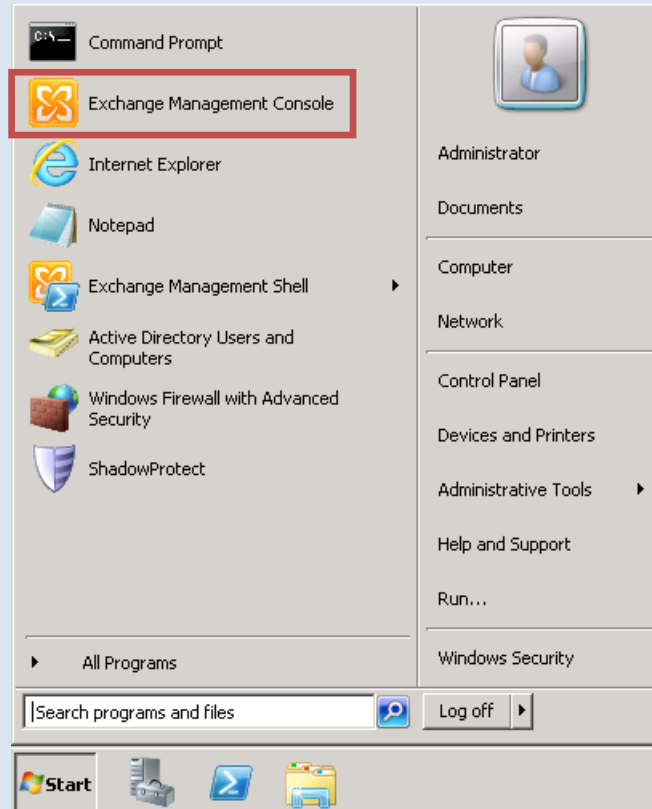 C:\_
Command Prompt
Exchange Management Console
Internet Explorer
Notepad
Exchange Management Shell
Active Directory Users and
Computers
Windows Firewall with Advanced
Security
ShadowProtect
All Programs
Search programs and files
Administrator
Documents
Computer
Network
Control Panel
Devices and Printers
Administrative Tools
Help and Support
Run...
Windows Security
Log off
Start